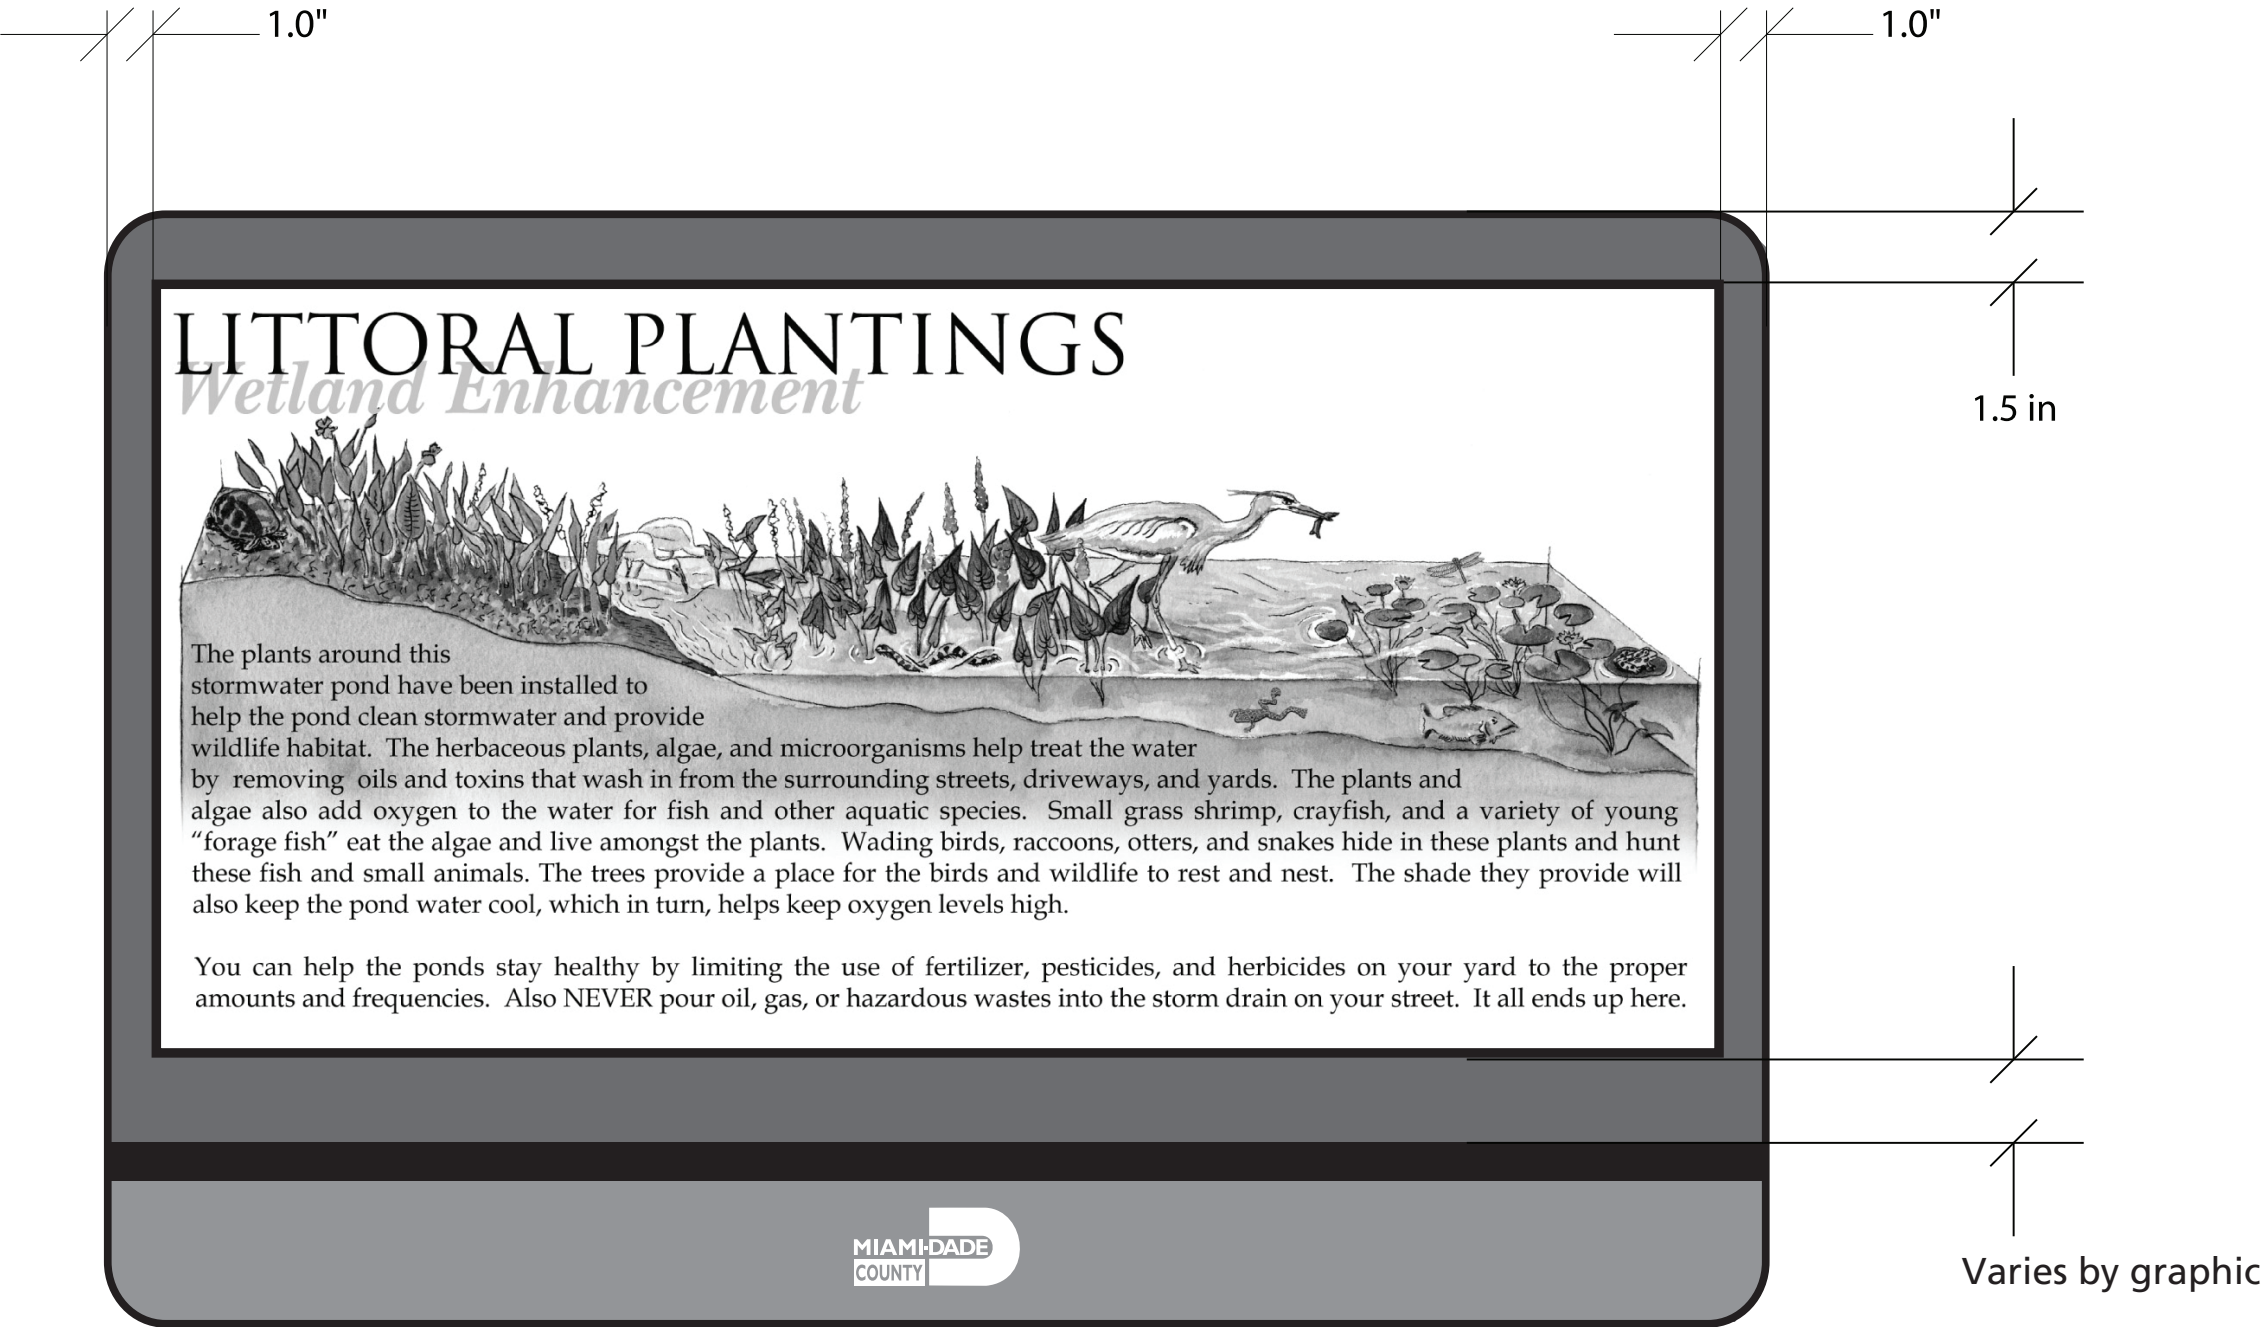 1.0"
1.0"
LITTORAL PLANTINGS
Wetland Enhancement
1.5 in
The plants around this
stormwater pond have been installed to
help the pond clean stormwater and provide
wildlife habitat. The herbaceous plants, algae, and microorganisms help treat the water
by removing oils and toxins that wash in from the surrounding streets, driveways, and yards. The plants and
algae also add oxygen to the water for fish and other aquatic species. Small grass shrimp, crayfish, and a variety of young
“forage fish” eat the algae and live amongst the plants. Wading birds, raccoons, otters, and snakes hide in these plants and hunt
these fish and small animals. The trees provide a place for the birds and wildlife to rest and nest. The shade they provide will
also keep the pond water cool, which in turn, helps keep oxygen levels high.
You can help the ponds stay healthy by limiting the use of fertilizer, pesticides, and herbicides on your yard to the proper
amounts and frequencies. Also NEVER pour oil, gas, or hazardous wastes into the storm drain on your street. It all ends up here.
MIAMI-DADE
COUNTY
Varies by graphic